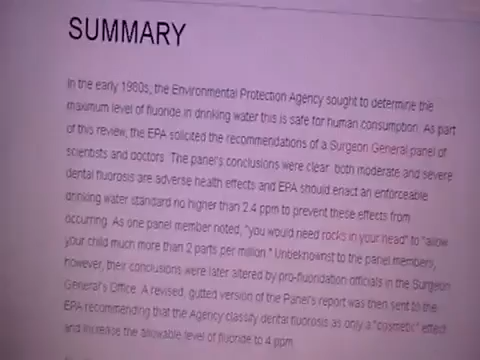 SUMMARY
In the early 1980s, the Environmental Protection Agency sought to determine the
maximum level of fluoride in drinking water this is safe for human consumption. As part
of this review, the EPA solicited the recommendations of a Surgeon General panel of
scientists and doctors. The panel's conclusions were clear: both moderate and severe
dental fluorosis are adverse health effects and EPA should enact an enforceable
drinking water standard no higher than 2.4 ppm to prevent these effects from
occurring. As one panel member noted, "you would need rocks in your head" to "allow
your child much more than 2 parts per million." Unbeknownst to the panel members,
however, their conclusions were later altered by pro-fluoridation officials in the Surgeon
General's Office. A revised, gutted version of the Panel's report was then sent to the
EPA recommending that the Agency classify dental fluorosis as only a "cosmetic" effect
and increase the allowable level of fluoride to 4 ppm.